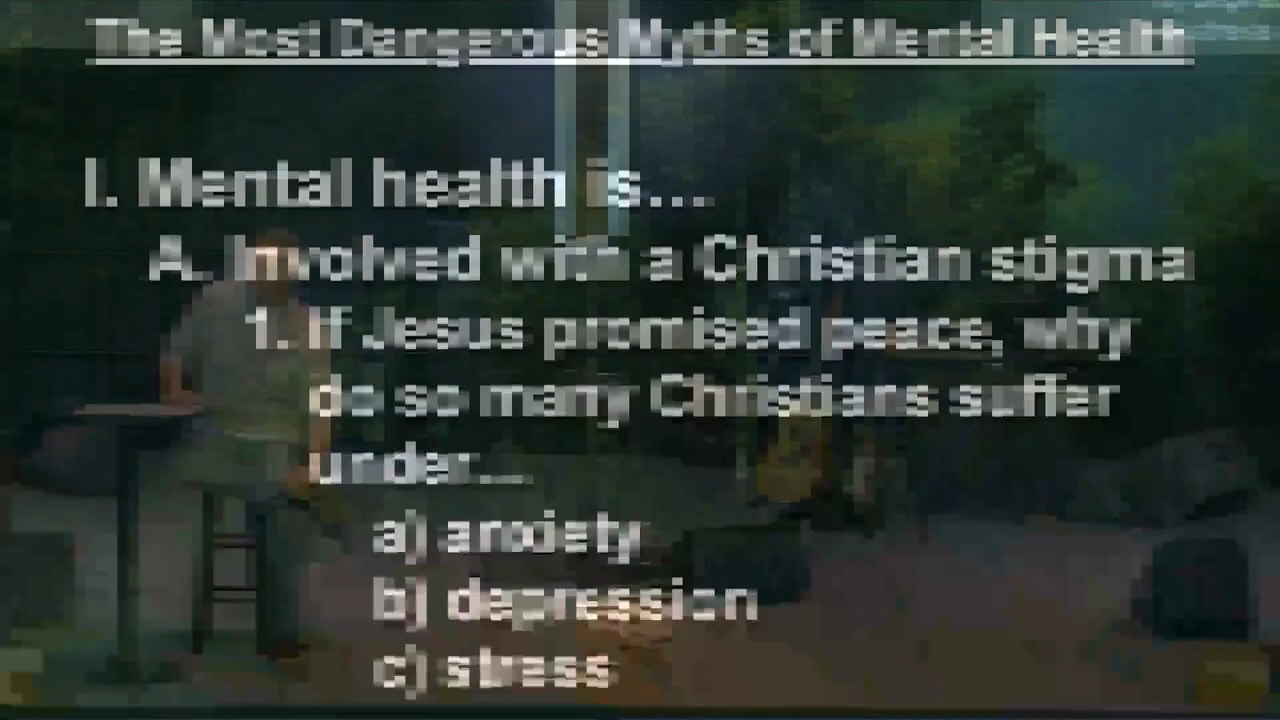 The Most Dangerous Myths of Mental Health
I. Mental health is...
A. Involved with a Christian stigma
1. If Jesus promised peace, why
do so many Christians suffer
under...
a) anxiety
b) depression
c) stress